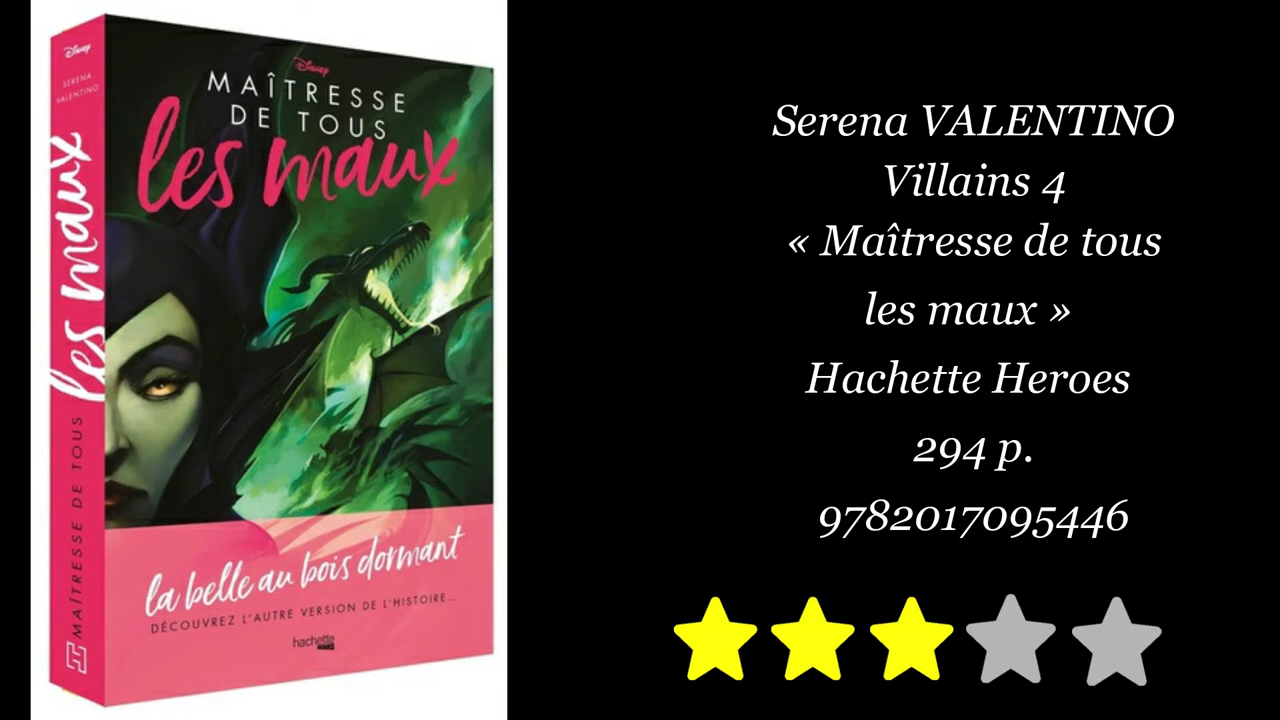 Disney
SERENA
VALENTINO
les maux
MAÎTRESSE DE TOUS
Disney
MAÎTRESSE
DE TOUS
les maux
la belle au bois dormant
DÉCOUVREZ L'AUTRE VERSION DE L'HISTOIRE...
hachette
Serena VALENTINO
Villains 4
« Maîtresse de tous
les maux »
Hachette Heroes
294 p.
9782017095446